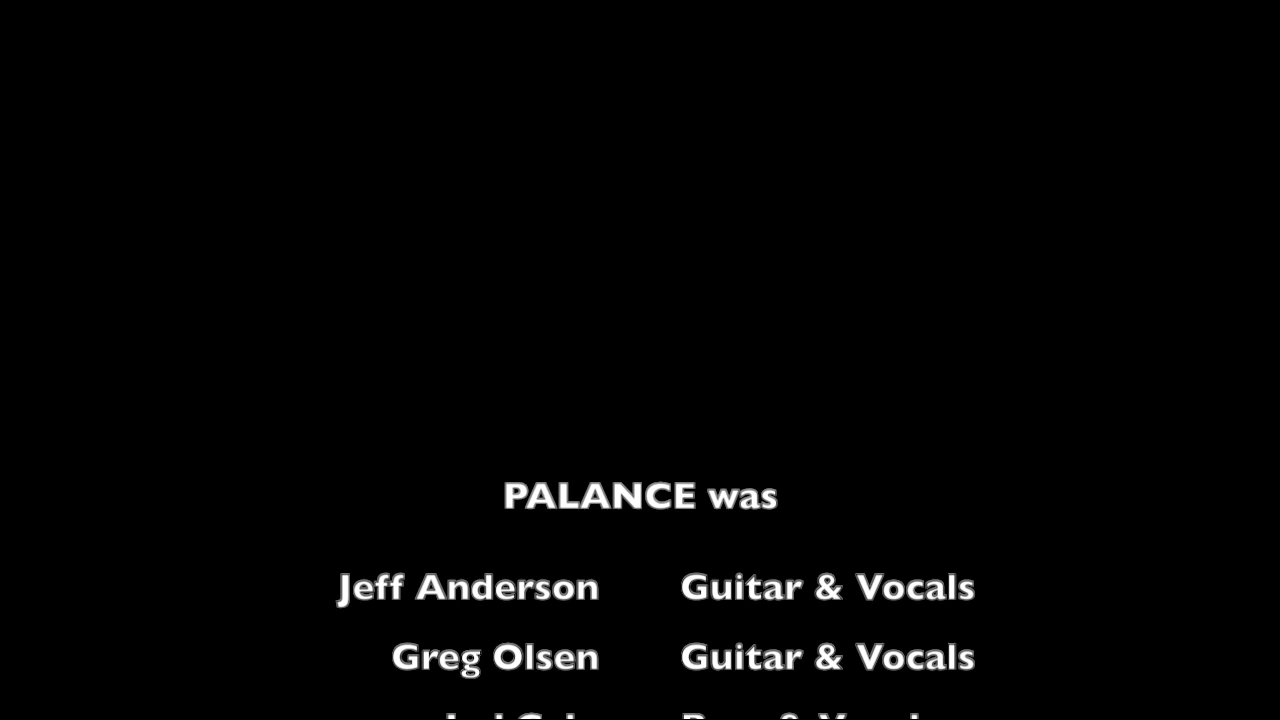 PALANCE was
Jeff Anderson Guitar & Vocals
Greg Olsen Guitar & Vocals